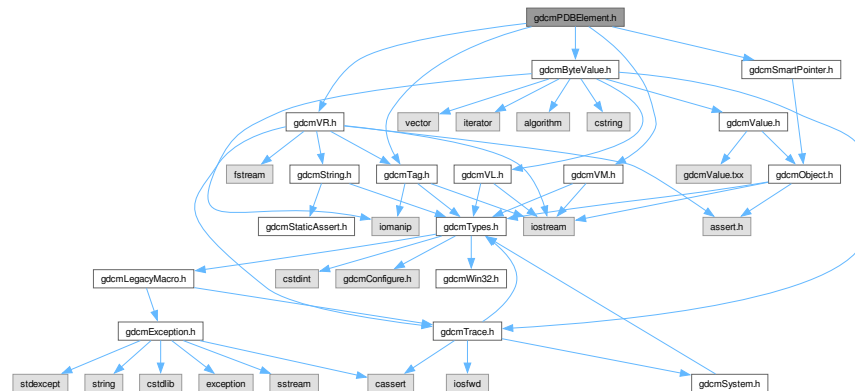 gdcmPDBElement.h
gdcmByteValue.h
gdcmSmartPointer.h
gdcmVR.h
vector
iterator
algorithm
cstring
gdcmValue.h
fstream
gdcmString.h
gdcmTag.h
gdcmVL.h
gdcmVM.h
gdcmValue.txx
gdcmObject.h
gdcmStaticAssert.h
iomanip
gdcmTypes.h
iostream
assert.h
gdcmLegacyMacro.h
cstdint
gdcmConfigure.h
gdcmWin32.h
gdcmException.h
gdcmTrace.h
stdexcept
string
cstdlib
exception
sstream
cassert
iosfwd
gdcmSystem.h